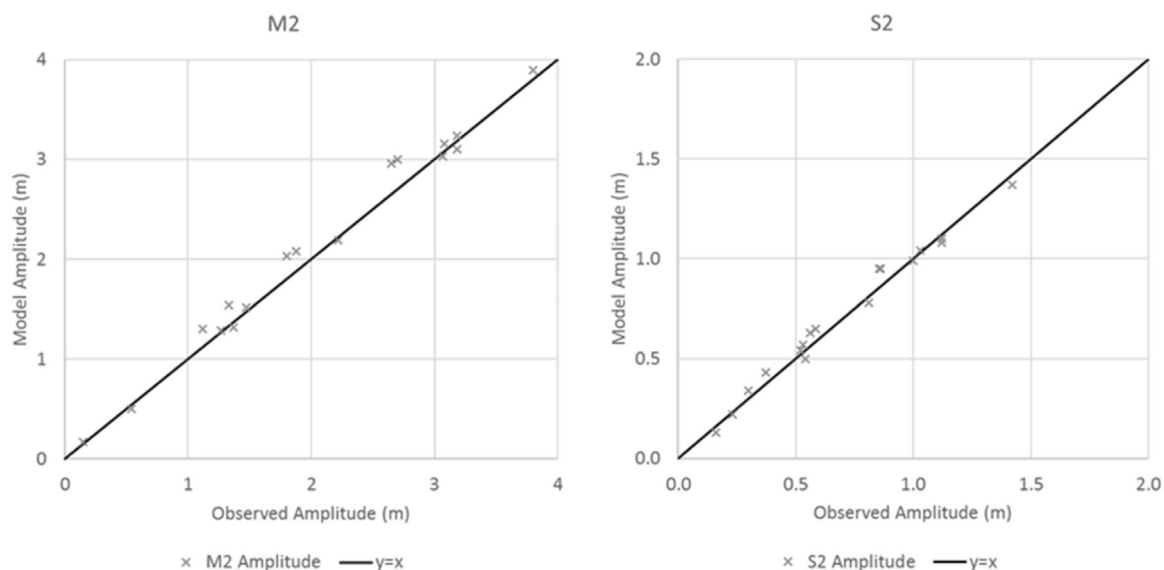 M2
4
3
2
1
0
Model Amplitude (m)
0 1 2 3 4
Observed Amplitude (m)
M2 Amplitude y=x
S2
2.0
1.5
1.0
0.5
0.0
Model Amplitude (m)
0.0 0.5 1.0 1.5 2.0
Observed Amplitude (m)
S2 Amplitude y=x